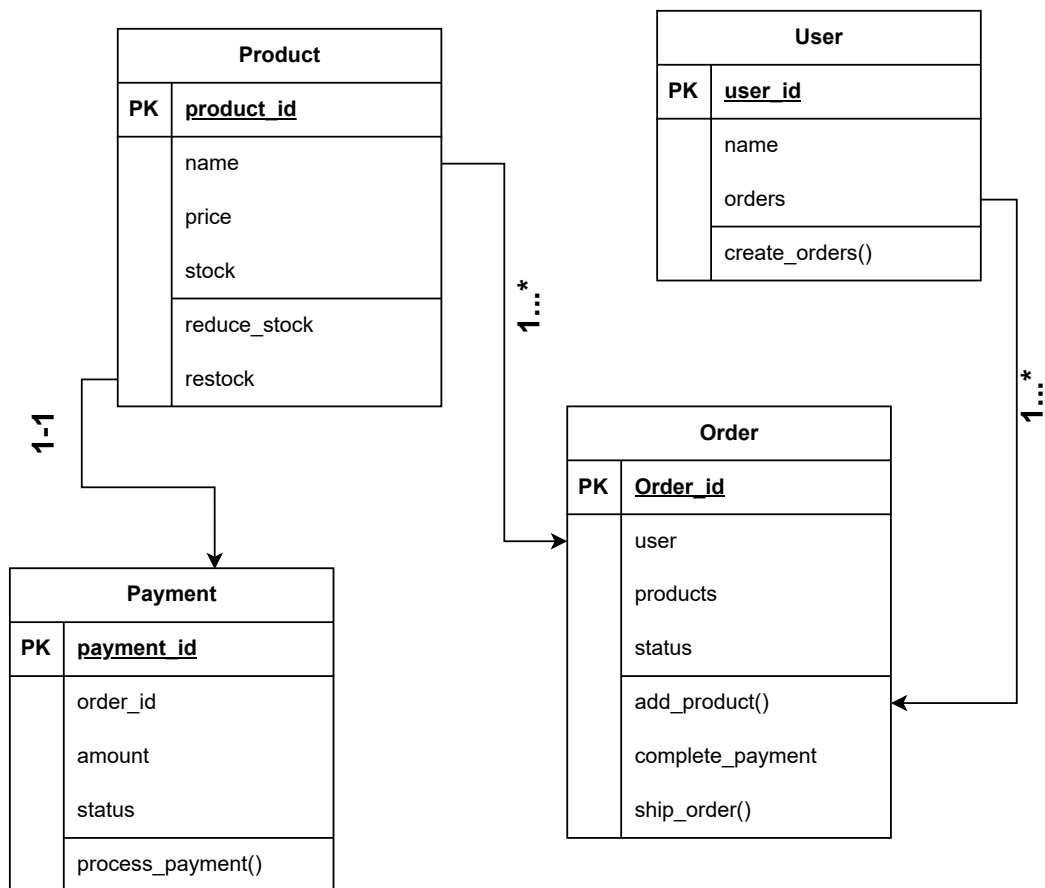 Product
PK product_id
name
price
stock
reduce_stock
restock
User
PK user_id
name
orders
create_orders()
1...*
1...*
1-1
Order
PK Order_id
user
products
status
add_product()
complete_payment
ship_order()
Payment
PK payment_id
order_id
amount
status
process_payment()